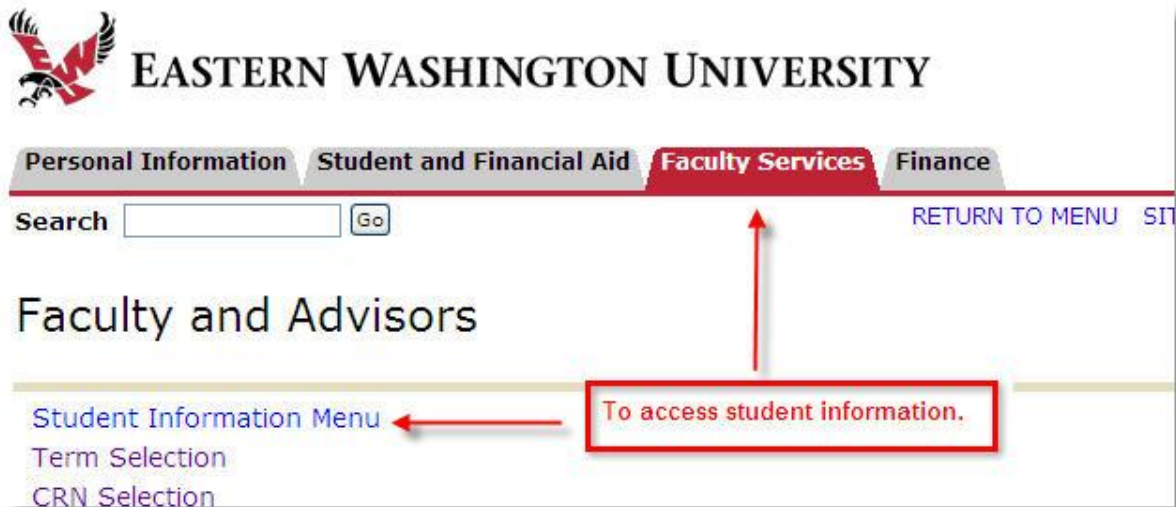 EASTERN WASHINGTON UNIVERSITY
Personal Information Student and Financial Aid Faculty Services Finance
Search Go RETURN TO MENU SIT
Faculty and Advisors
To access student information.
Student Information Menu
Term Selection
CRN Selection